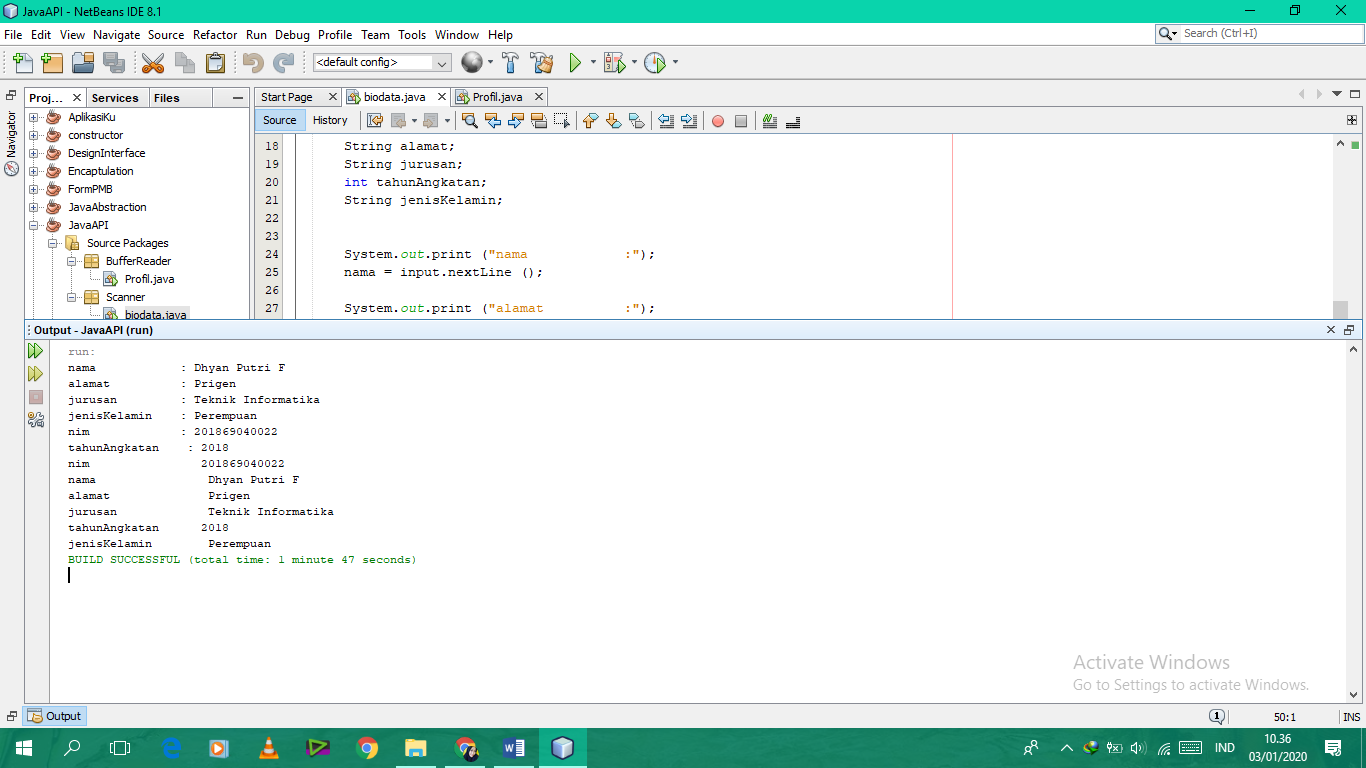 JavaAPI - NetBeans IDE 8.1
File Edit View Navigate Source Refactor Run Debug Profile Team Tools Window Help
Search (Ctrl+I)
<default config>
Proj... Services Files
Start Page biodata.java Profil.java
Navigator
Source History
AplikasiKu
constructor
DesignInterface
Encaptulation
FormPMB
JavaAbstraction
JavaAPI
Source Packages
BufferReader
Profil.java
Scanner
biodata.java
18 String alamat;
19 String jurusan;
20 int tahunAngkatan;
21 String jenisKelamin;
22
23
24 System.out.print ("nama :");
25 nama = input.nextLine ();
26
27 System.out.print ("alamat :");
Output - JavaAPI (run)
run:
nama : Dhyan Putri F
alamat : Prigen
jurusan : Teknik Informatika
jenisKelamin : Perempuan
nim : 201869040022
tahunAngkatan : 2018
nim 201869040022
nama Dhyan Putri F
alamat Prigen
jurusan Teknik Informatika
tahunAngkatan 2018
jenisKelamin Perempuan
BUILD SUCCESSFUL (total time: 1 minute 47 seconds)
Activate Windows
Go to Settings to activate Windows.
Output
1
50:1
INS
IND
10.36
03/01/2020